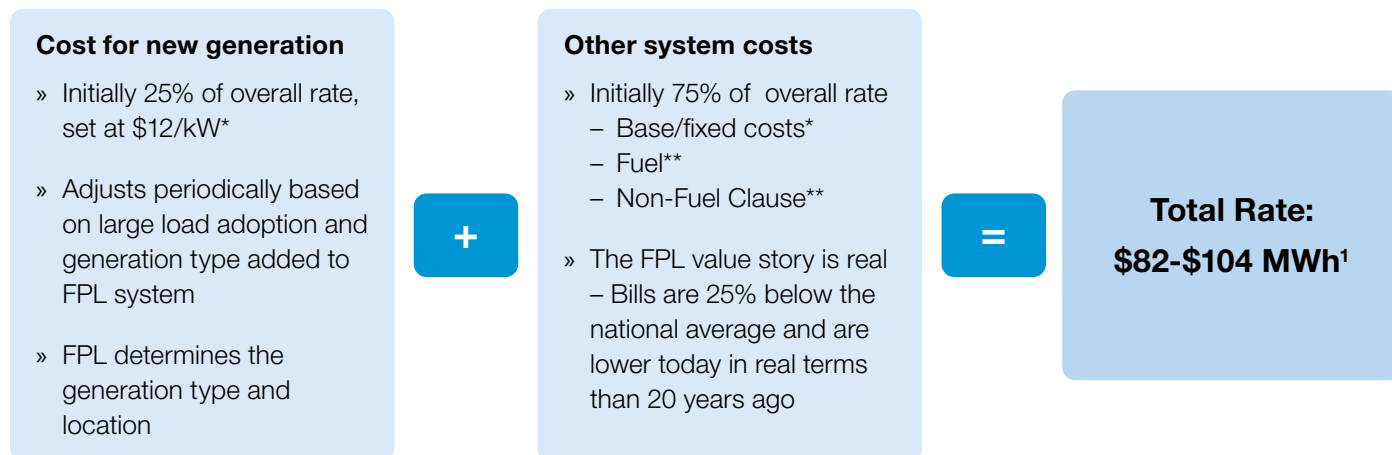 Cost for new generation
» Initially 25% of overall rate,
set at $12/kW*
» Adjusts periodically based
on large load adoption and
generation type added to
FPL system
» FPL determines the
generation type and
location
+
Other system costs
» Initially 75% of  overall rate
– Base/fixed costs*
– Fuel**
– Non-Fuel Clause**
» The FPL value story is real
– Bills are 25% below the
national average and are
lower today in real terms
than 20 years ago
=
Total Rate:
$82-$104 MWh¹